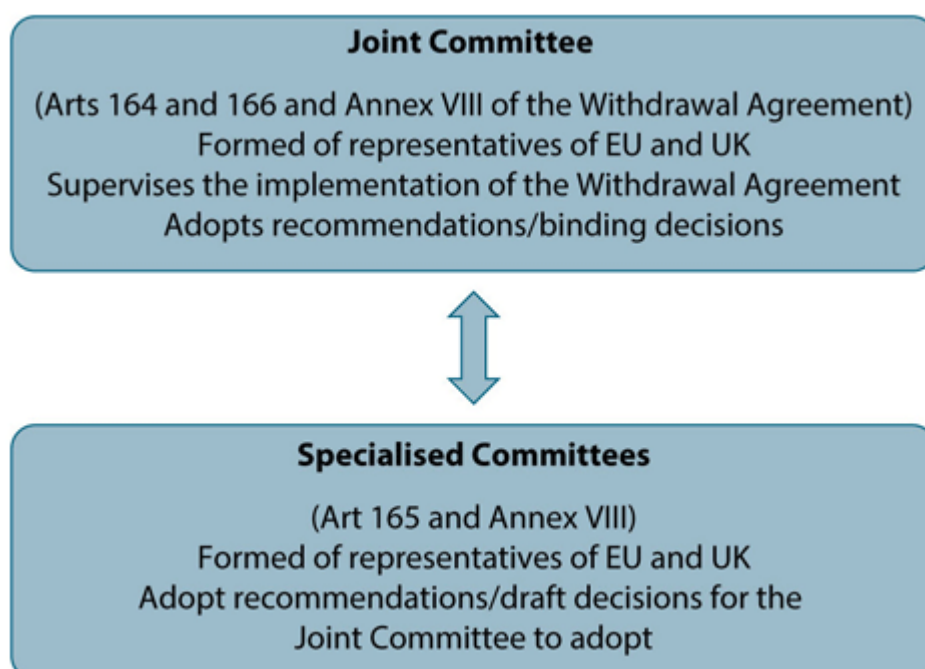 Joint Committee
(Arts 164 and 166 and Annex VIII of the Withdrawal Agreement)
Formed of representatives of EU and UK
Supervises the implementation of the Withdrawal Agreement
Adopts recommendations/binding decisions
Specialised Committees
(Art 165 and Annex VIII)
Formed of representatives of EU and UK
Adopt recommendations/draft decisions for the
Joint Committee to adopt